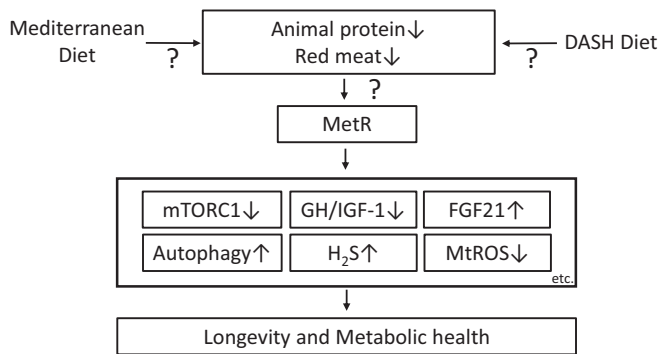 Mediterranean
Diet
?
Animal protein↓
Red meat↓
?
DASH Diet
?
MetR
mTORC1↓
GH/IGF-1↓
FGF21↑
Autophagy↑
H₂S↑
MtROS↓
etc.
Longevity and Metabolic health